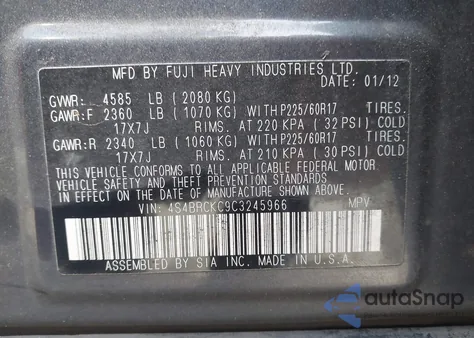 MFD BY FUJI HEAVY INDUSTRIES LTD.
DATE: 01/12
GVWR: 4585 LB ( 2080 KG)
GAWR:F 2360 LB ( 1070 KG) WITH P225/60R17 TIRES.
17X7J RIMS. AT 220 KPA ( 32 PSI) COLD
GAWR:R 2340 LB ( 1060 KG) WITH P225/60R17 TIRES.
17X7J RIMS. AT 210 KPA ( 30 PSI) COLD
THIS VEHICLE CONFORMS TO ALL APPLICABLE FEDERAL MOTOR
VEHICLE SAFETY STANDARDS IN EFFECT ON THE DATE
OF MANUFACTURE SHOWN ABOVE.
VIN: 4S4BRCKC9C3245966 MPV
ASSEMBLED BY SIA INC. MADE IN U.S.A.
autoSnap